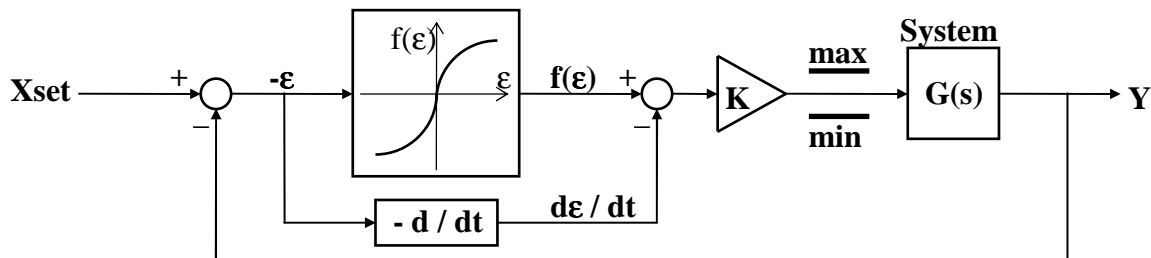 System
f(ε)
max
Xset
+
-ε
ε
f(ε)
+
K
G(s)
Y
−
−
min
- d / dt
dε / dt